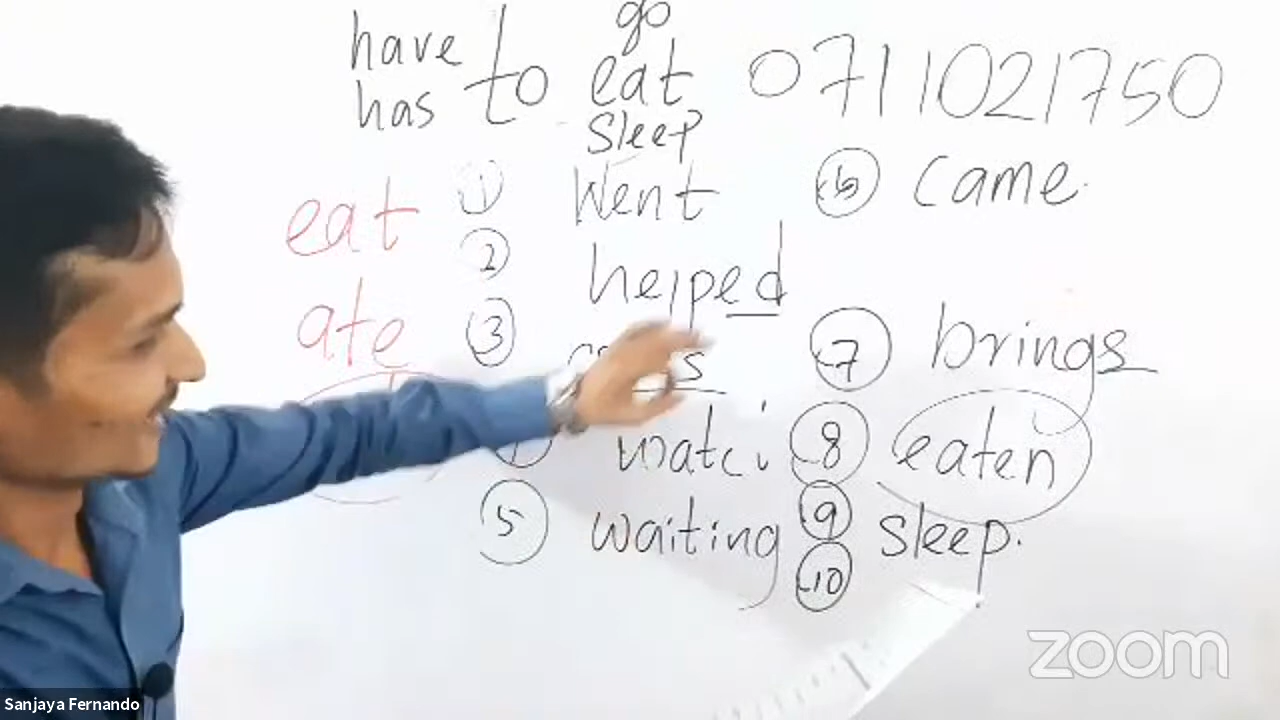 go
have
has
to
eat
0711021750
sleep
① Went
② helped
③
⑤ waiting
⑥ came
⑦ brings
⑧ eaten
⑨ sleep.
⑩
eat
ate
zoom
Sanjaya Fernando